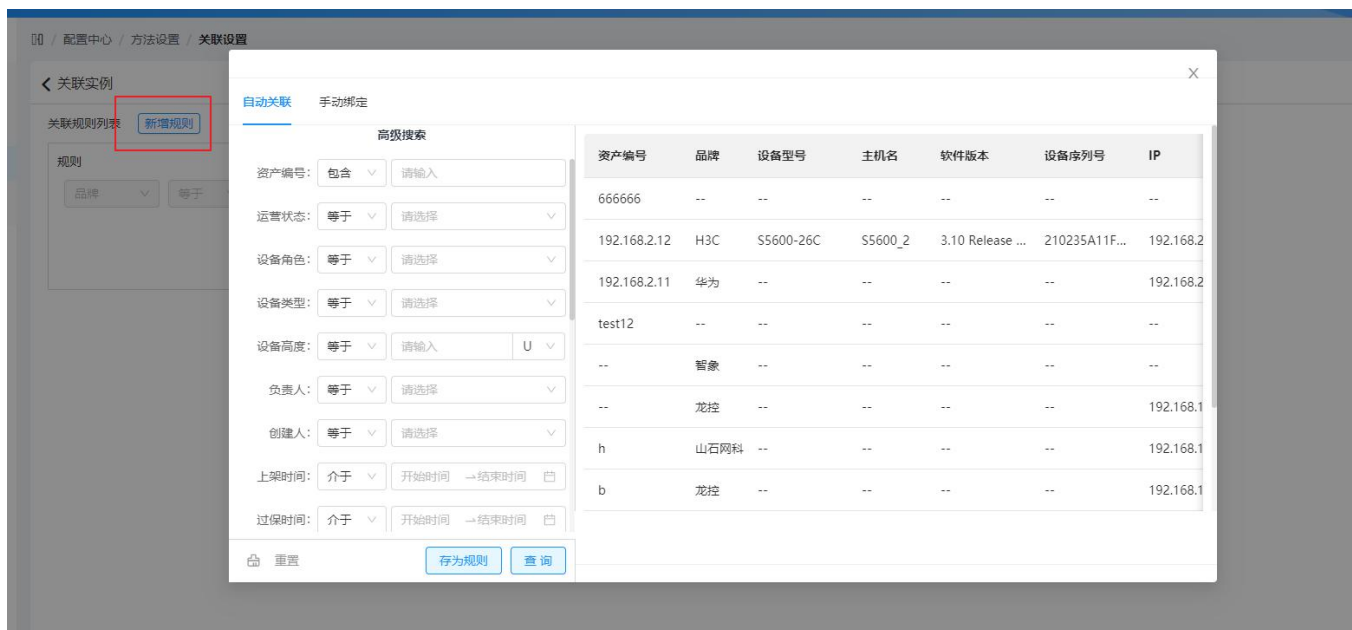 / 配置中心 / 方法设置 / 关联设置
关联实例
关联规则列表 新增规则
规则
品牌 等于
X
自动关联 手动绑定
高级搜索
资产编号: 包含 请输入
运营状态: 等于 请选择
设备角色: 等于 请选择
设备类型: 等于 请选择
设备高度: 等于 请输入 U
负责人: 等于 请选择
创建人: 等于 请选择
上架时间: 介于 开始时间 →结束时间
过保时间: 介于 开始时间 →结束时间
重置 存为规则 查 询
资产编号 品牌 设备型号 主机名 软件版本 设备序列号 IP
666666 -- -- -- -- -- --
192.168.2.12 H3C S5600-26C S5600_2 3.10 Release ... 210235A11F... 192.168.2
192.168.2.11 华为 -- -- -- -- 192.168.2
test12 -- -- -- -- -- --
-- 智象 -- -- -- -- --
-- 龙控 -- -- -- -- 192.168.1
h 山石网科 -- -- -- -- 192.168.1
b 龙控 -- -- -- -- 192.168.1